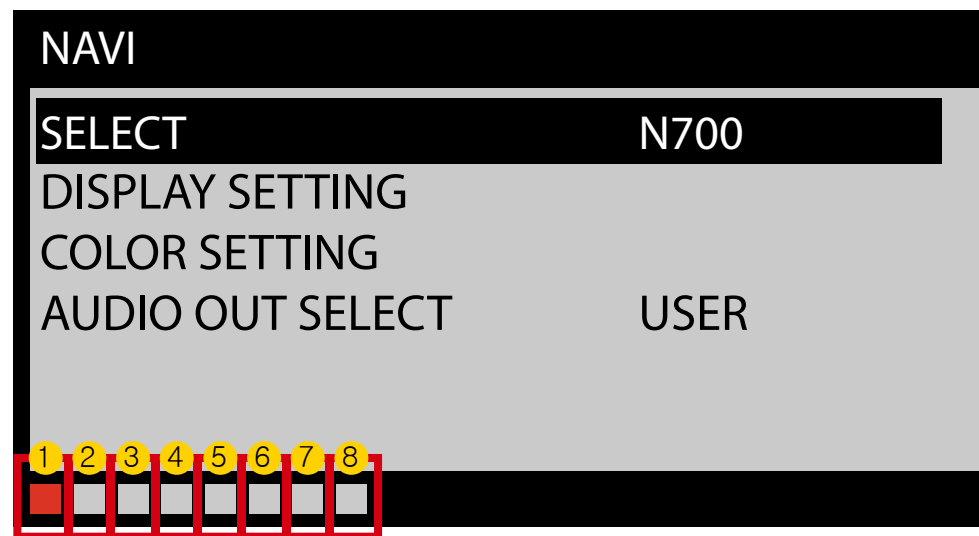 NAVI
SELECT N700
DISPLAY SETTING
COLOR SETTING
AUDIO OUT SELECT USER
1 2 3 4 5 6 7 8